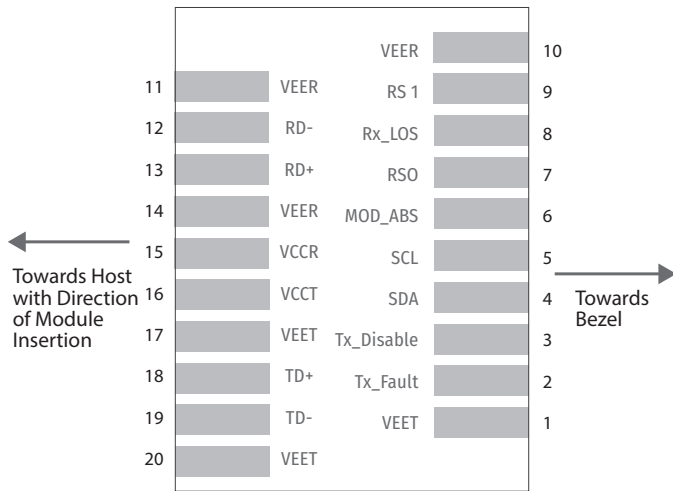 VEER 10
11 VEER RS 1 9
12 RD- Rx_LOS 8
13 RD+ RSO 7
14 VEER MOD_ABS 6
15 VCCR SCL 5
Towards Host
with Direction
of Module
Insertion
16 VCCT SDA 4
Towards
Bezel
17 VEET Tx_Disable 3
18 TD+ Tx_Fault 2
19 TD- VEET 1
20 VEET